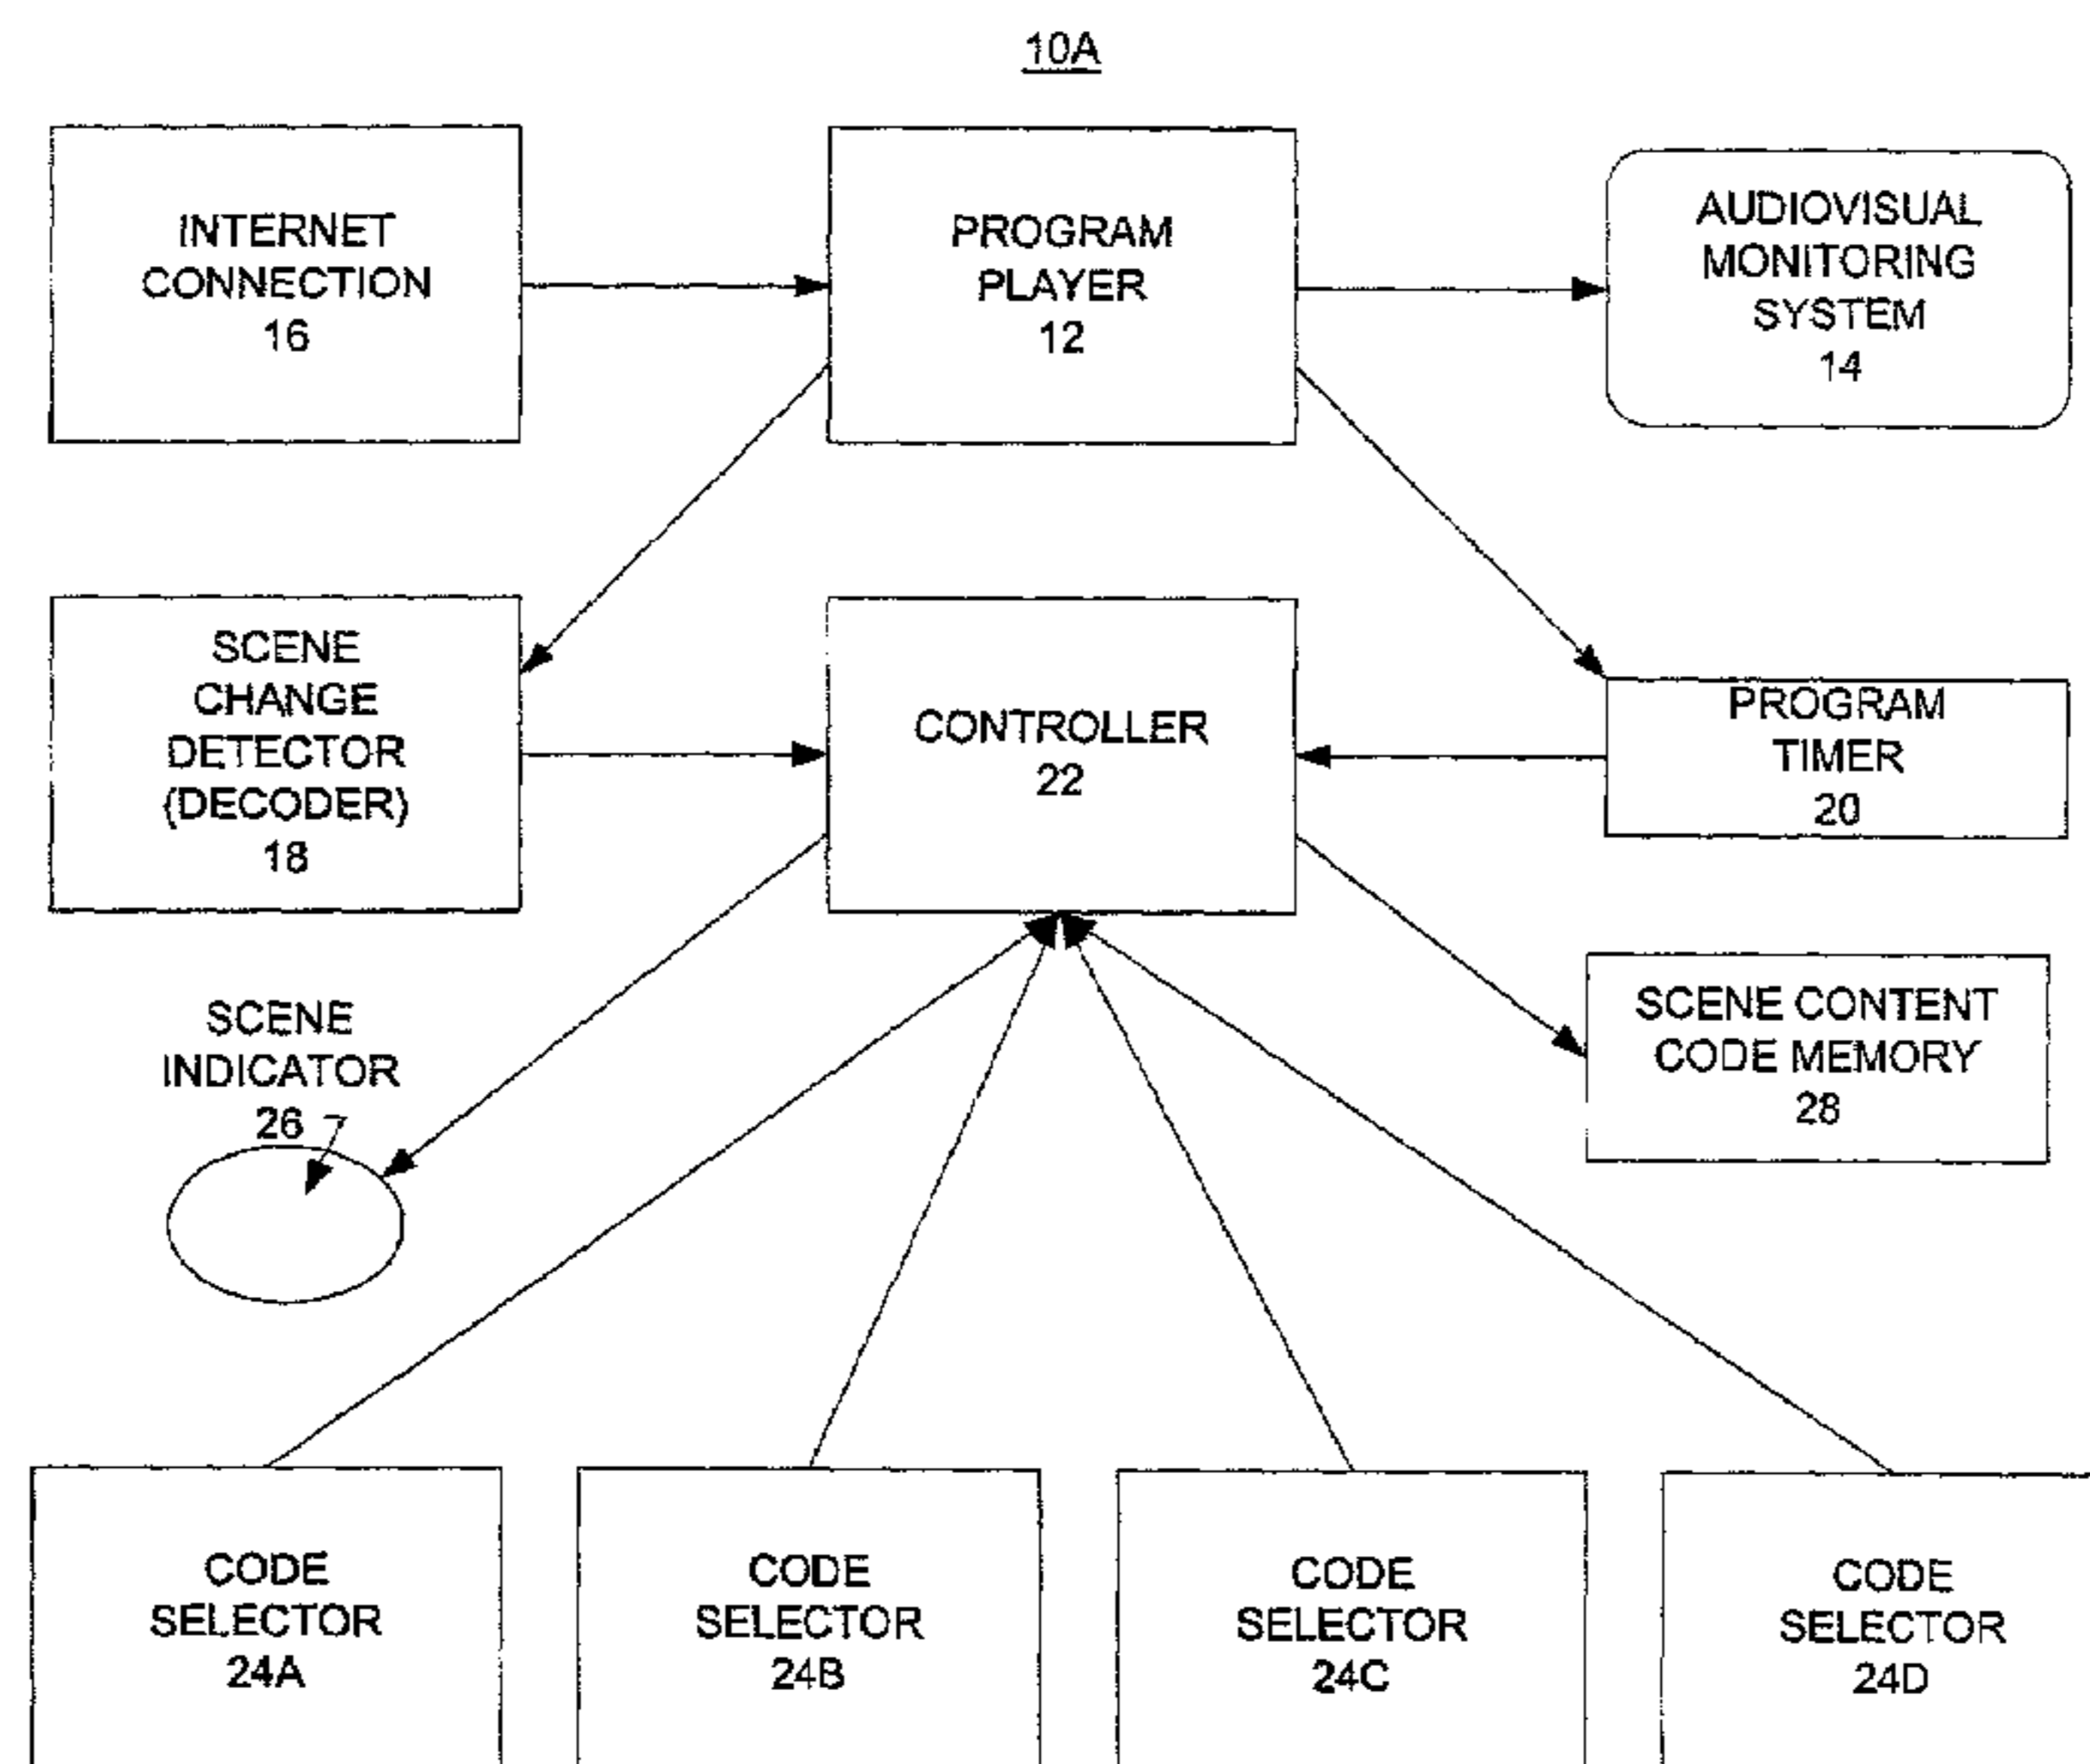 10A
INTERNET
CONNECTION
16
PROGRAM
PLAYER
12
AUDIOVISUAL
MONITORING
SYSTEM
14
SCENE
CHANGE
DETECTOR
(DECODER)
18
CONTROLLER
22
PROGRAM
TIMER
20
SCENE
INDICATOR
26
SCENE CONTENT
CODE MEMORY
28
CODE
SELECTOR
24A
CODE
SELECTOR
24B
CODE
SELECTOR
24C
CODE
SELECTOR
24D